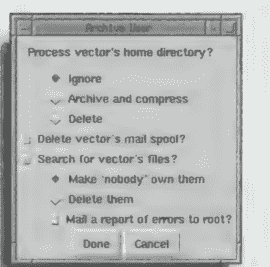 Archive User
Process vector's home directory?
Ignore
Archive and compress
Delete
Delete vector's mail spool?
Search for vector's files?
Make 'nobody' own them
Delete them
Mail a report of errors to root?
Done
Cancel